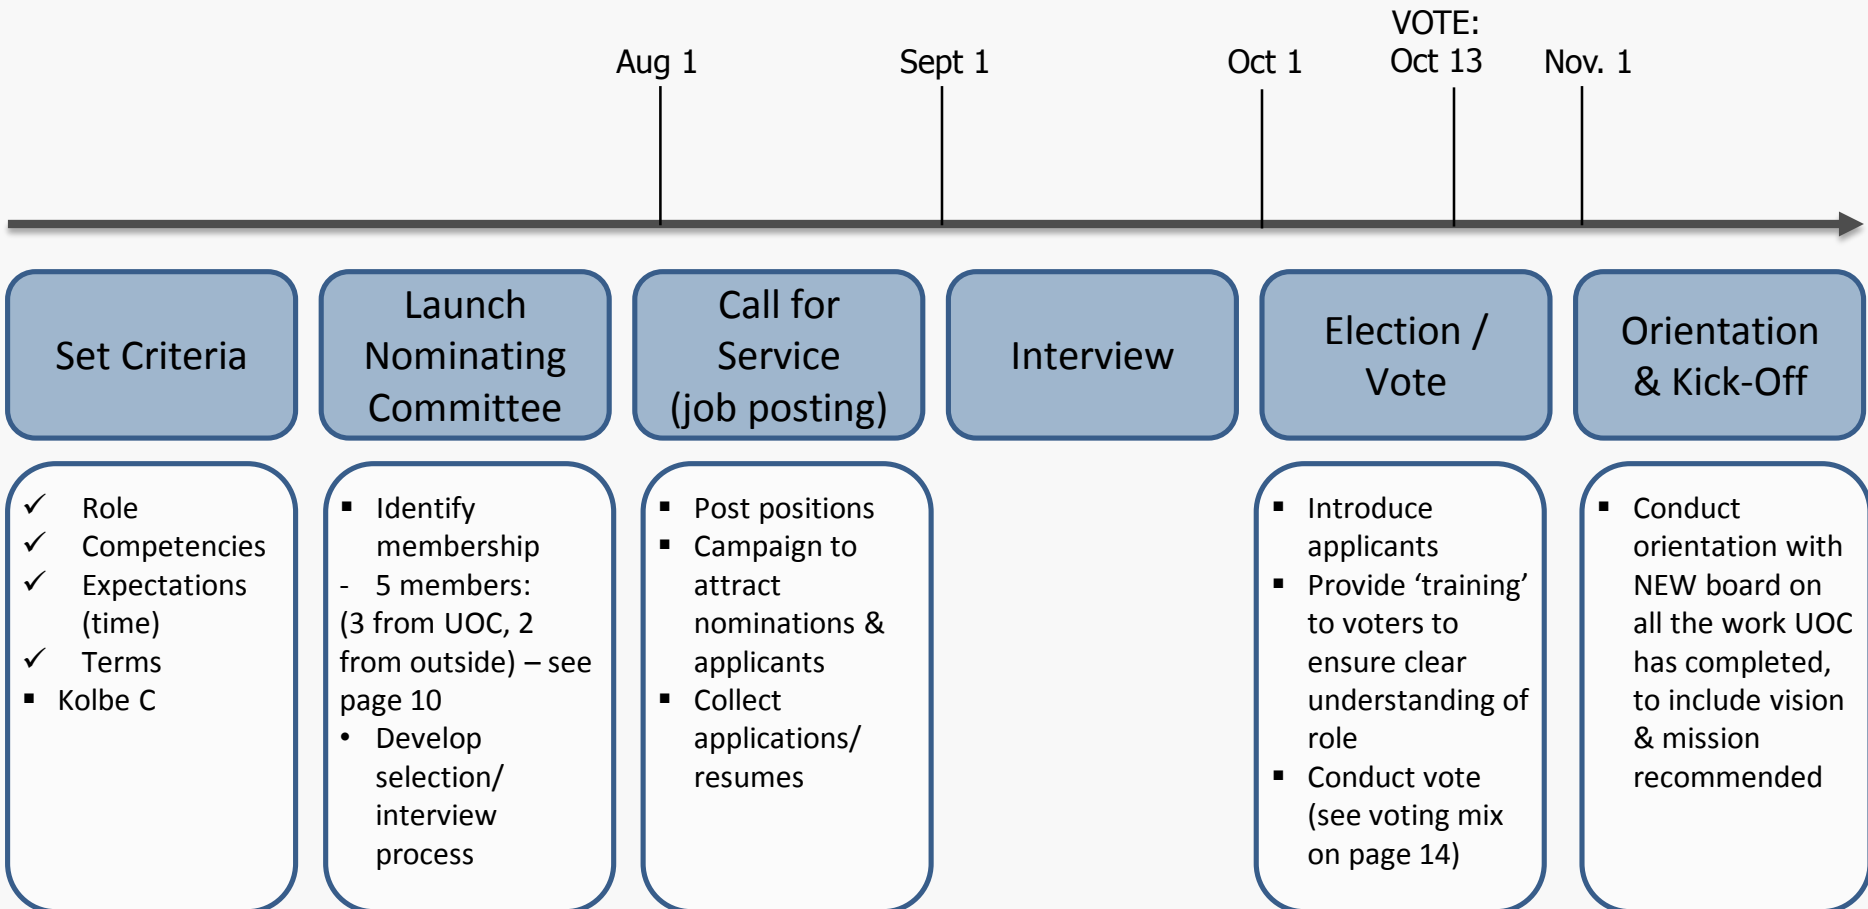 VOTE:
Aug 1
Sept 1
Oct 1
Oct 13
Nov. 1
Set Criteria
Launch
Nominating
Committee
Call for
Service
(job posting)
Interview
Election /
Vote
Orientation
& Kick-Off
✓ Role
✓ Competencies
✓ Expectations
(time)
✓ Terms
▪ Kolbe C
▪ Identify
membership
- 5 members:
(3 from UOC, 2
from outside) – see
page 10
• Develop
selection/
interview
process
▪ Post positions
▪ Campaign to
attract
nominations &
applicants
▪ Collect
applications/
resumes
▪ Introduce
applicants
▪ Provide ‘training’
to voters to
ensure clear
understanding of
role
▪ Conduct vote
(see voting mix
on page 14)
▪ Conduct
orientation with
NEW board on
all the work UOC
has completed,
to include vision
& mission
recommended